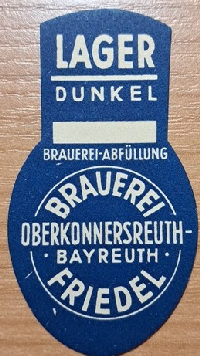 LAGER
DUNKEL
BRAUEREI-ABFÜLLUNG
BRAUEREI
OBERKONNERSREUTH-
· BAYREUTH ·
FRIEDEL